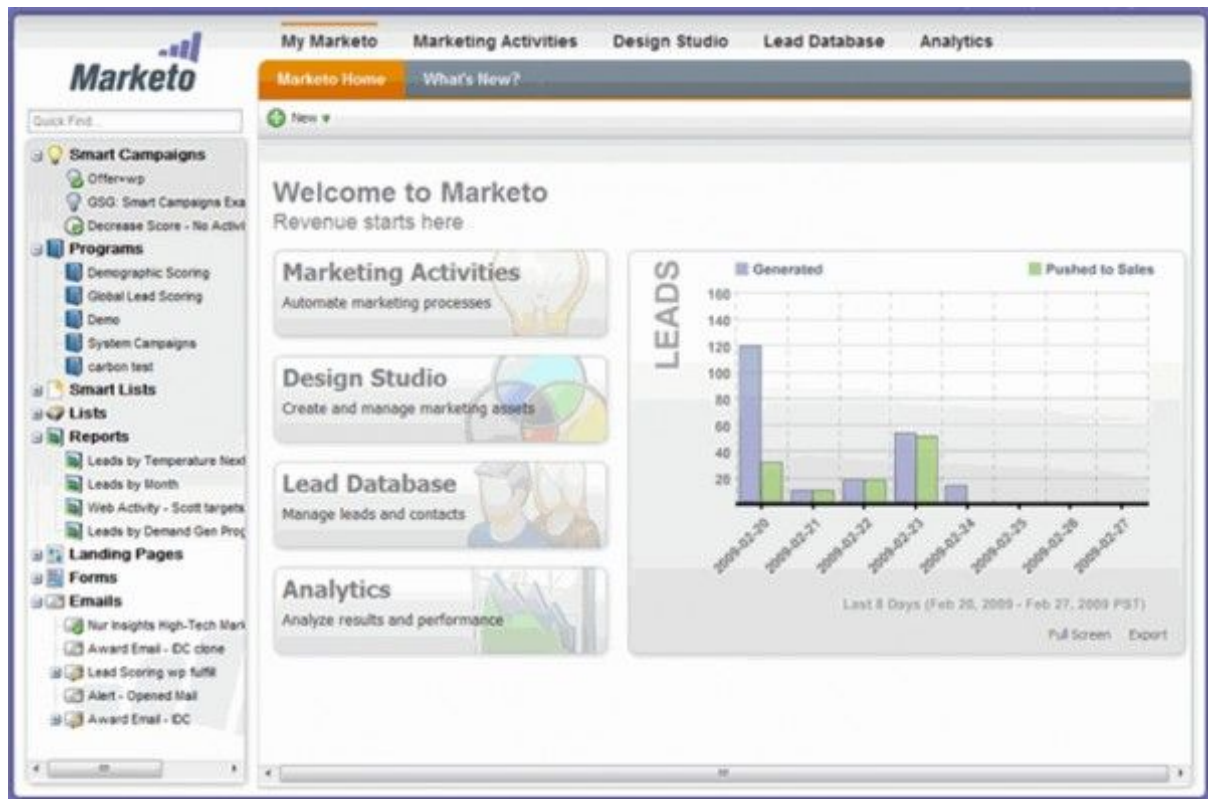 Marketo
My Marketo Marketing Activities Design Studio Lead Database Analytics
Marketo Home What's New?
Quick Find...
New
Smart Campaigns
Offer+wp
GSG: Smart Campaigns Exa
Decrease Score - No Activi
Programs
Demographic Scoring
Global Lead Scoring
Demo
System Campaigns
carbon test
Smart Lists
Lists
Reports
Leads by Temperature Next
Leads by Month
Web Activity - Scott targets
Leads by Demand Gen Prog
Landing Pages
Forms
Emails
Nur Insights High-Tech Mark
Award Email - IDC clone
Lead Scoring wp fulfill
Alert - Opened Mail
Award Email - IDC
Welcome to Marketo
Revenue starts here
Marketing Activities
Automate marketing processes
Design Studio
Create and manage marketing assets
Lead Database
Manage leads and contacts
Analytics
Analyze results and performance
LEADS
Generated Pushed to Sales
160
140
120
100
80
60
40
20
2009-02-20 2009-02-21 2009-02-22 2009-02-23 2009-02-24 2009-02-25 2009-02-26 2009-02-27
Last 8 Days (Feb 20, 2009 - Feb 27, 2009 PST)
Full Screen Export